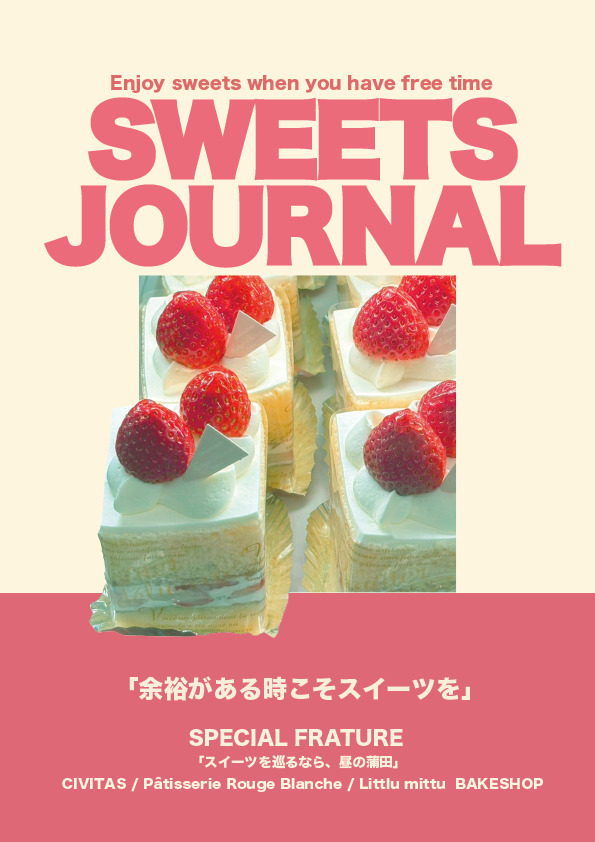 Enjoy sweets when you have free time
SWEETS
JOURNAL
「余裕がある時こそスイーツを」
SPECIAL FRATURE
「スイーツを巡るなら、昼の蒲田」
CIVITAS / Pâtisserie Rouge Blanche / Littlu mittu BAKESHOP